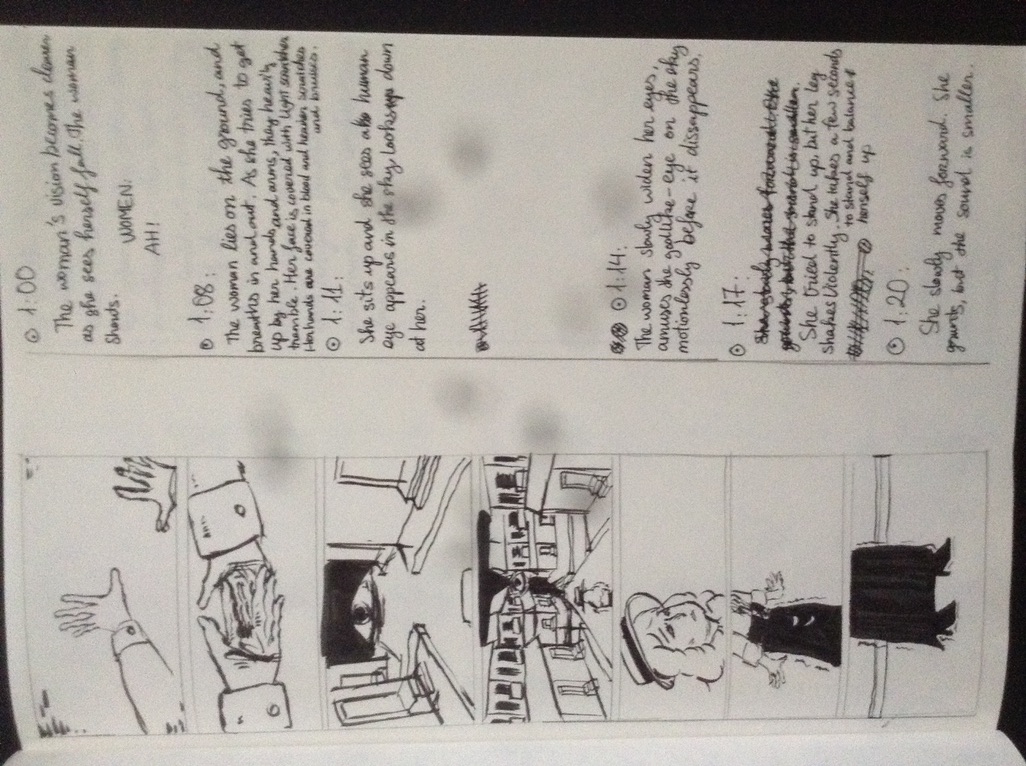 1:00
The woman's vision becomes clearer
as she sees herself fall. The woman
Shouts.
WOMEN:
AH!
1:08:
The woman lies on the ground, and
breathes in and out. As she tries to get
up by her hands and arms, they heavily
tramble. Her face is covered with light scratches
Her hands are covered in blood and heavier scratches
and bruises.
1:11:
She sits up and she sees a human
eye appears in the sky, looks down
at her.
1:14:
The woman slowly widen her eyes,
she godlike-eye on the sky
motionlessly before it dissappears.
1:17:
She tried to stand up, but her leg
shakes violently. She takes a few seconds
to stand and balance
herself up
1:20:
She slowly moves forward. She
grunts, but the sound is smaller.